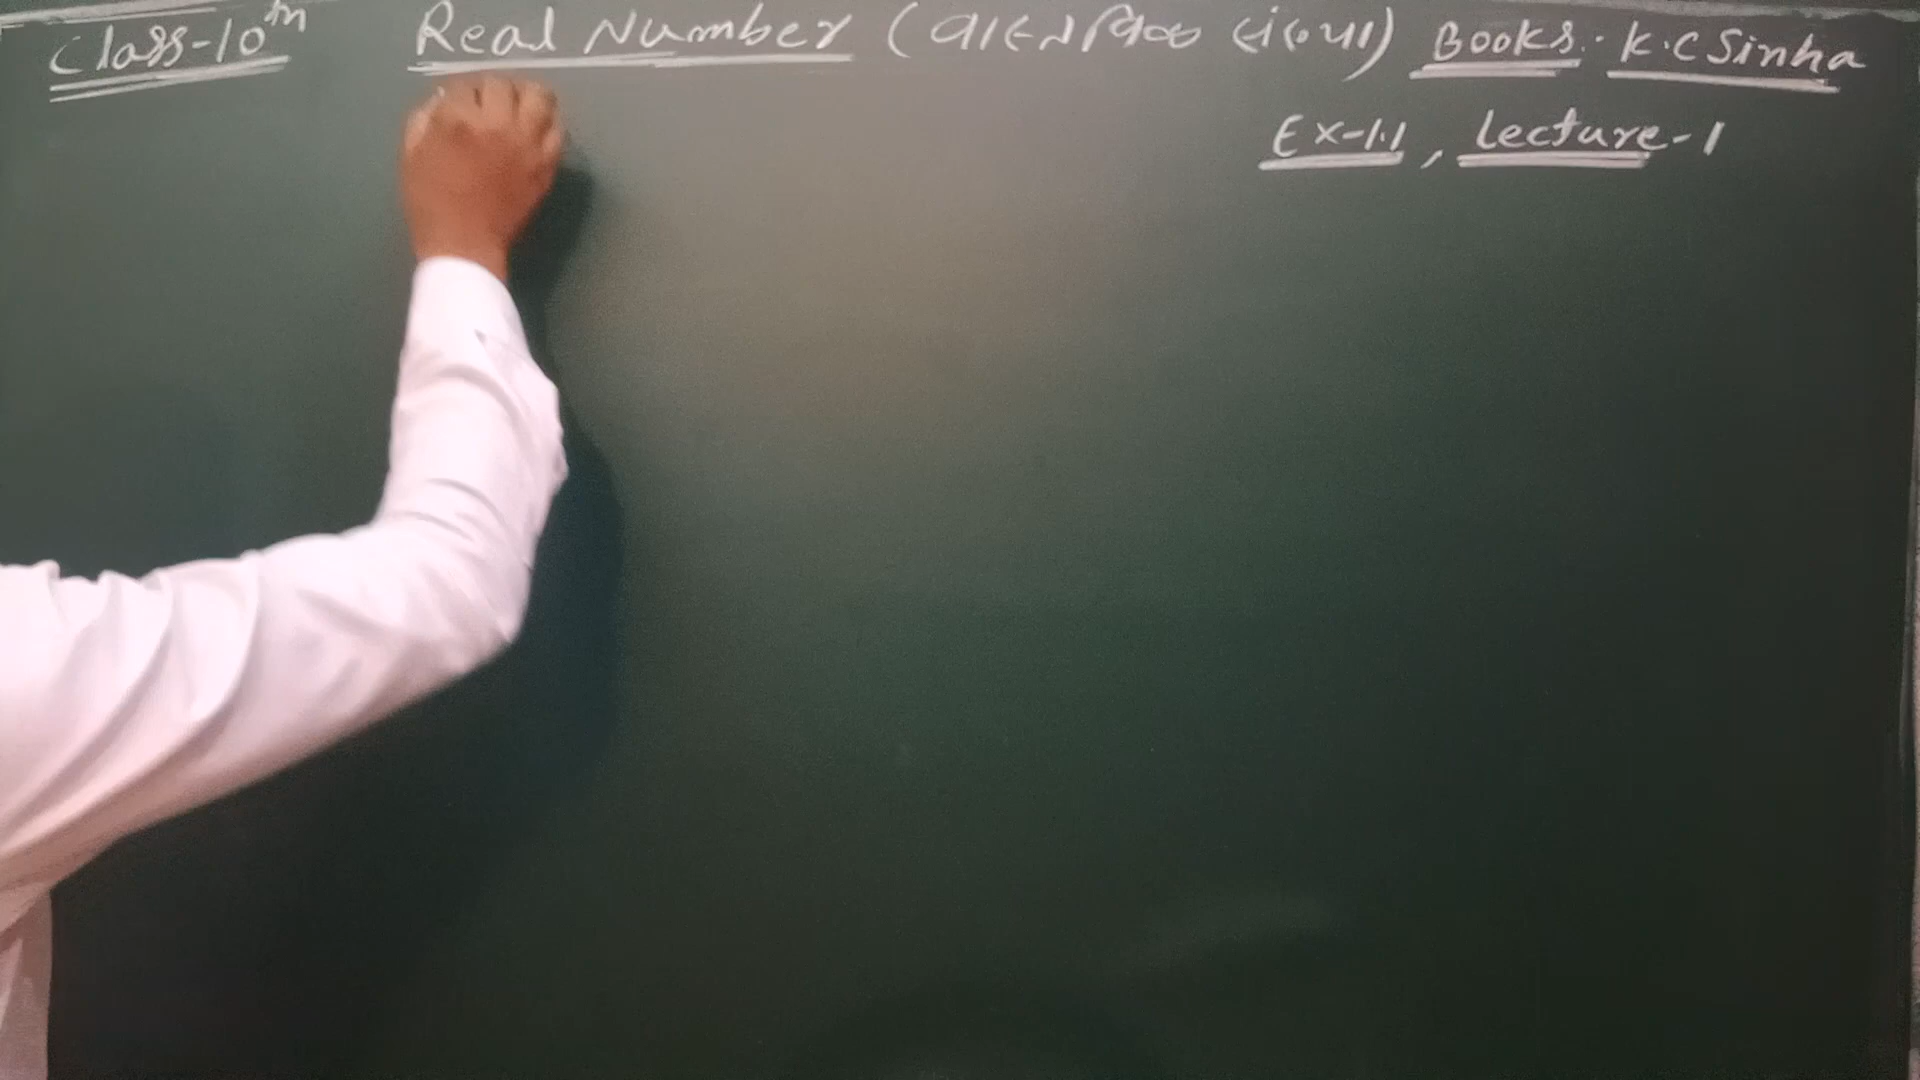 Class-10th Real Number (वास्तविक संख्या) Books. K.C Sinha
Ex-1.1, Lecture-1